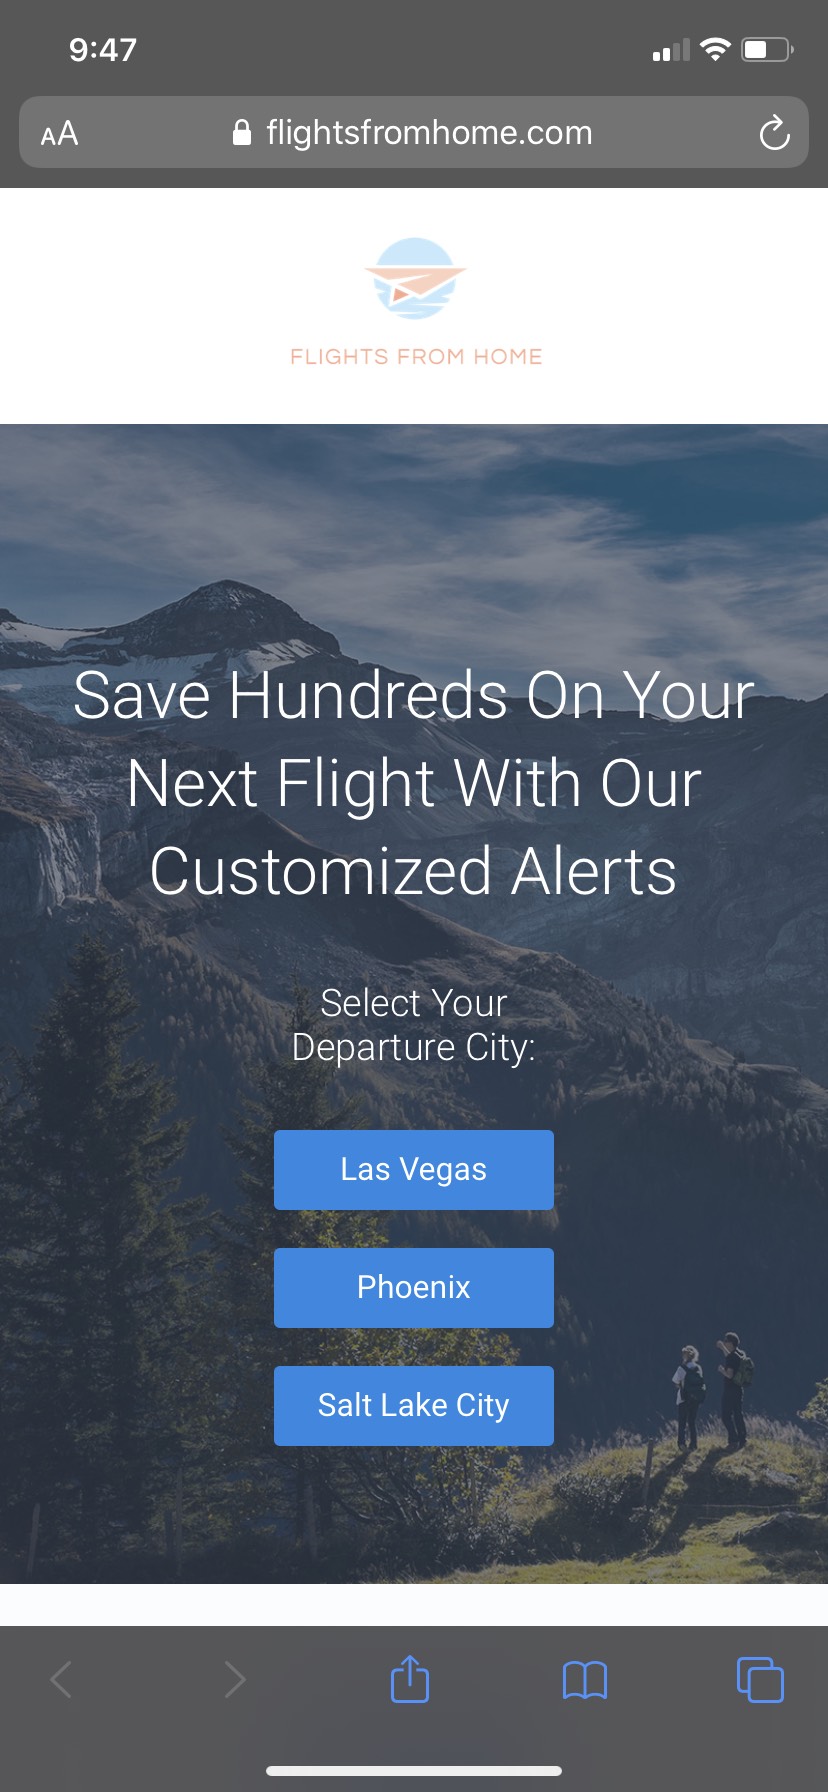 9:47
AA
flightsfromhome.com
FLIGHTS FROM HOME
Save Hundreds On Your
Next Flight With Our
Customized Alerts
Select Your
Departure City:
Las Vegas
Phoenix
Salt Lake City